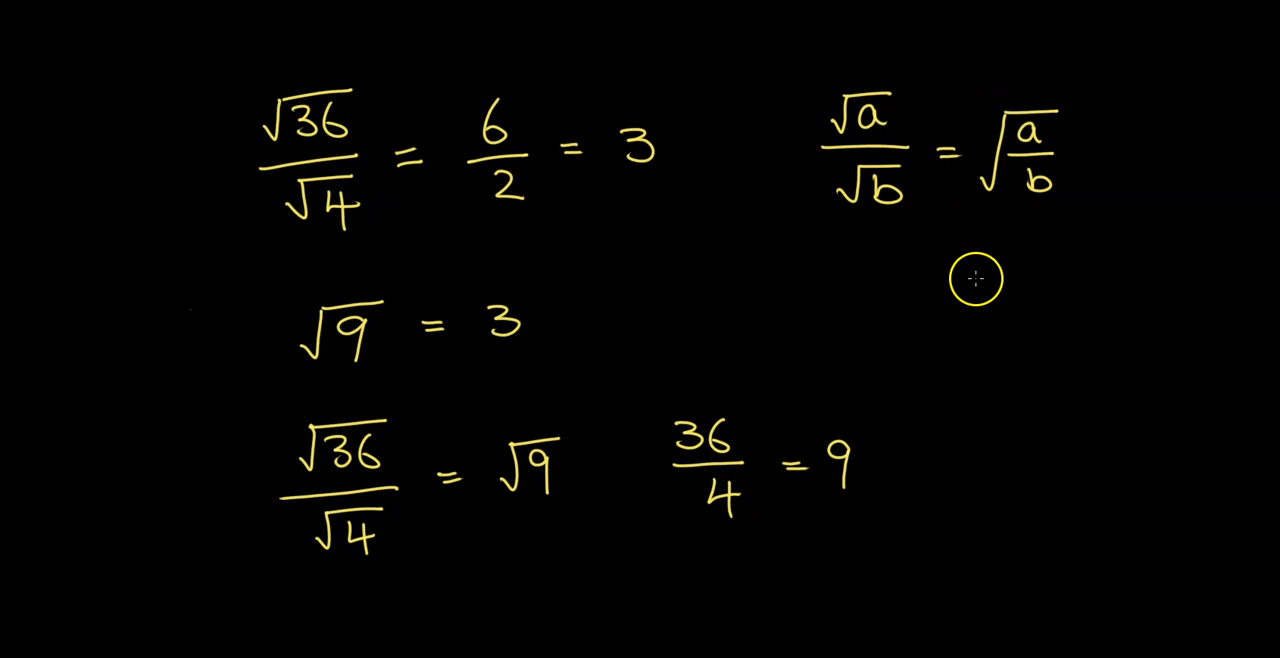 √36/√4 = 6/2 = 3
√a/√b = √(a/b)
√9 = 3
√36/√4 = √9
36/4 = 9